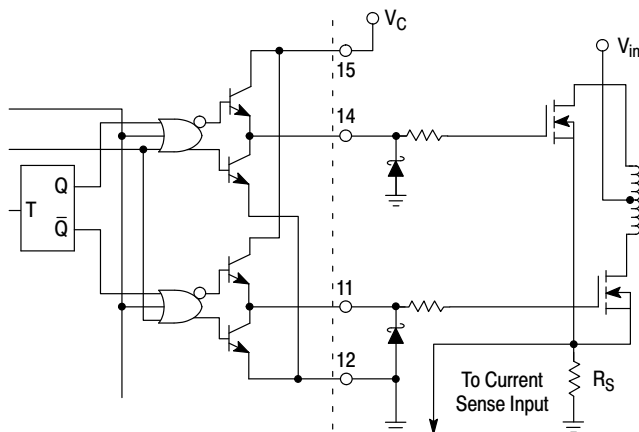 V_C
15
V_in
14
Q
T
Q̅
11
12
To Current
Sense Input
R_S